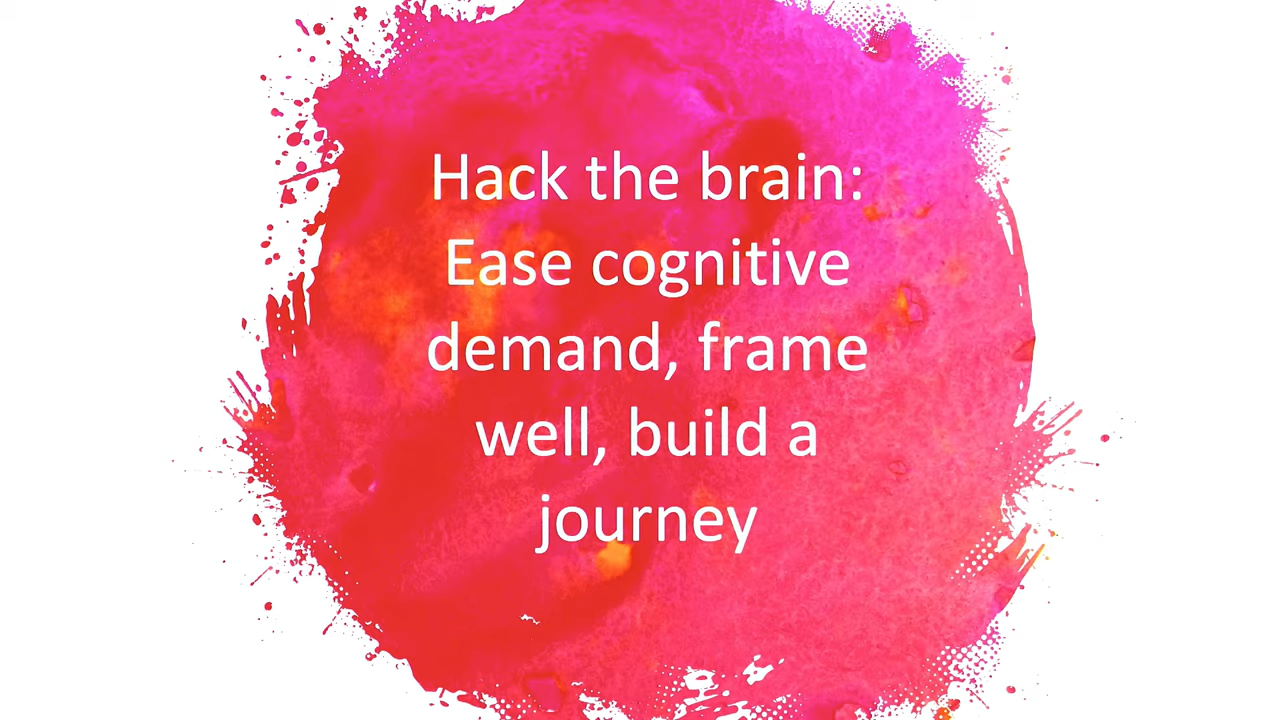 Hack the brain:
Ease cognitive
demand, frame
well, build a
journey